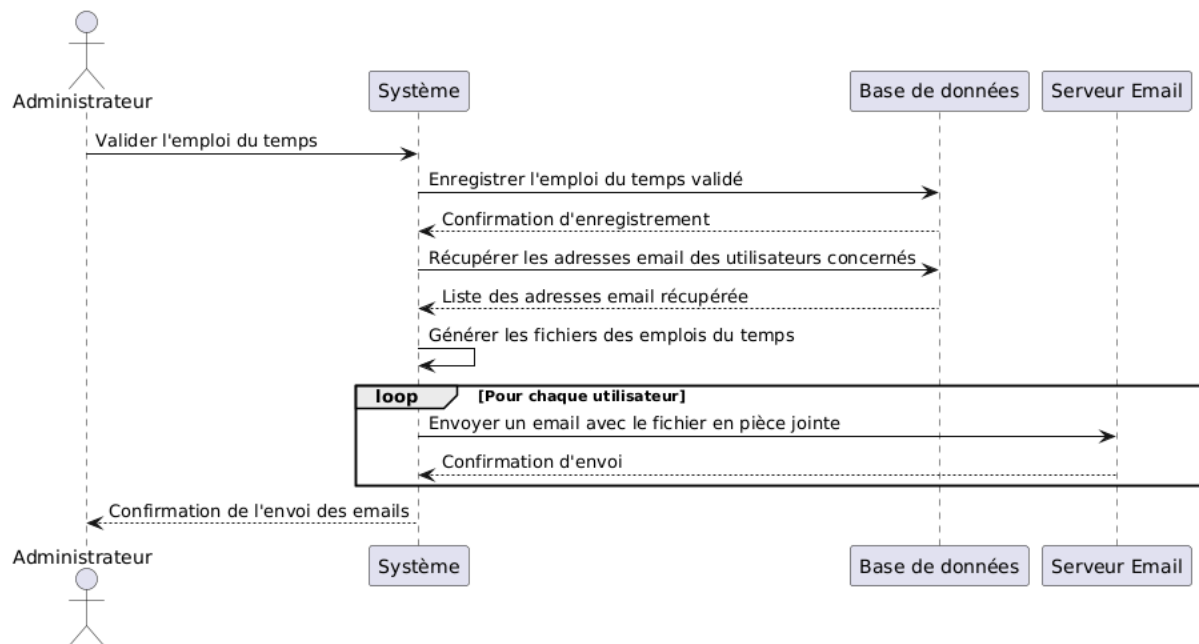 Administrateur
Système
Base de données
Serveur Email
Valider l'emploi du temps
Enregistrer l'emploi du temps validé
Confirmation d'enregistrement
Récupérer les adresses email des utilisateurs concernés
Liste des adresses email récupérée
Générer les fichiers des emplois du temps
loop [Pour chaque utilisateur]
Envoyer un email avec le fichier en pièce jointe
Confirmation d'envoi
Confirmation de l'envoi des emails
Administrateur
Système
Base de données
Serveur Email